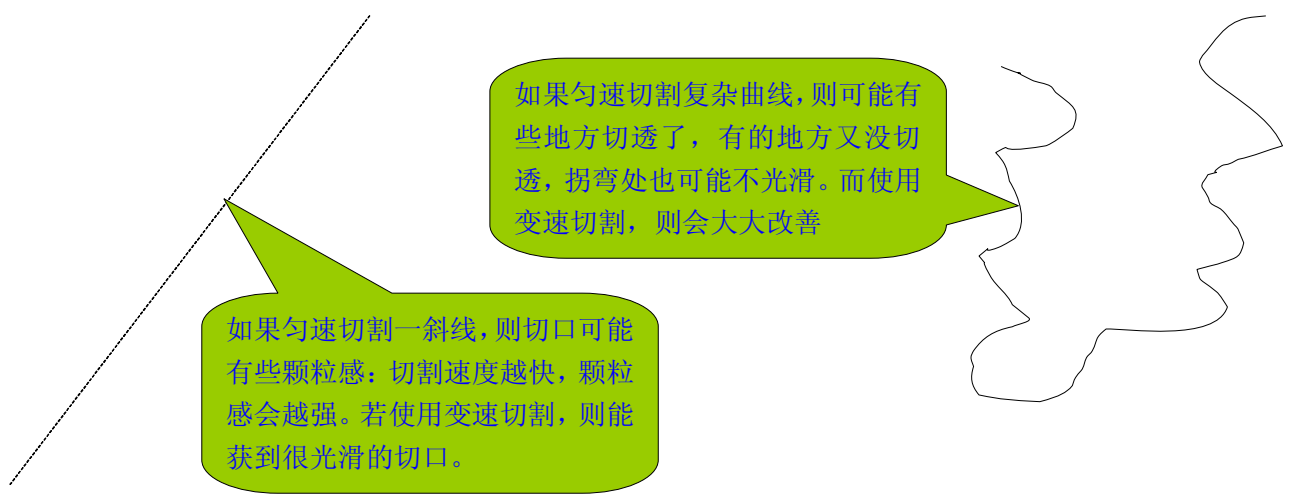 如果匀速切割复杂曲线，则可能有
些地方切透了，有的地方又没切
透，拐弯处也可能不光滑。而使用
变速切割，则会大大改善
如果匀速切割一斜线，则切口可能
有些颗粒感：切割速度越快，颗粒
感会越强。若使用变速切割，则能
获到很光滑的切口。